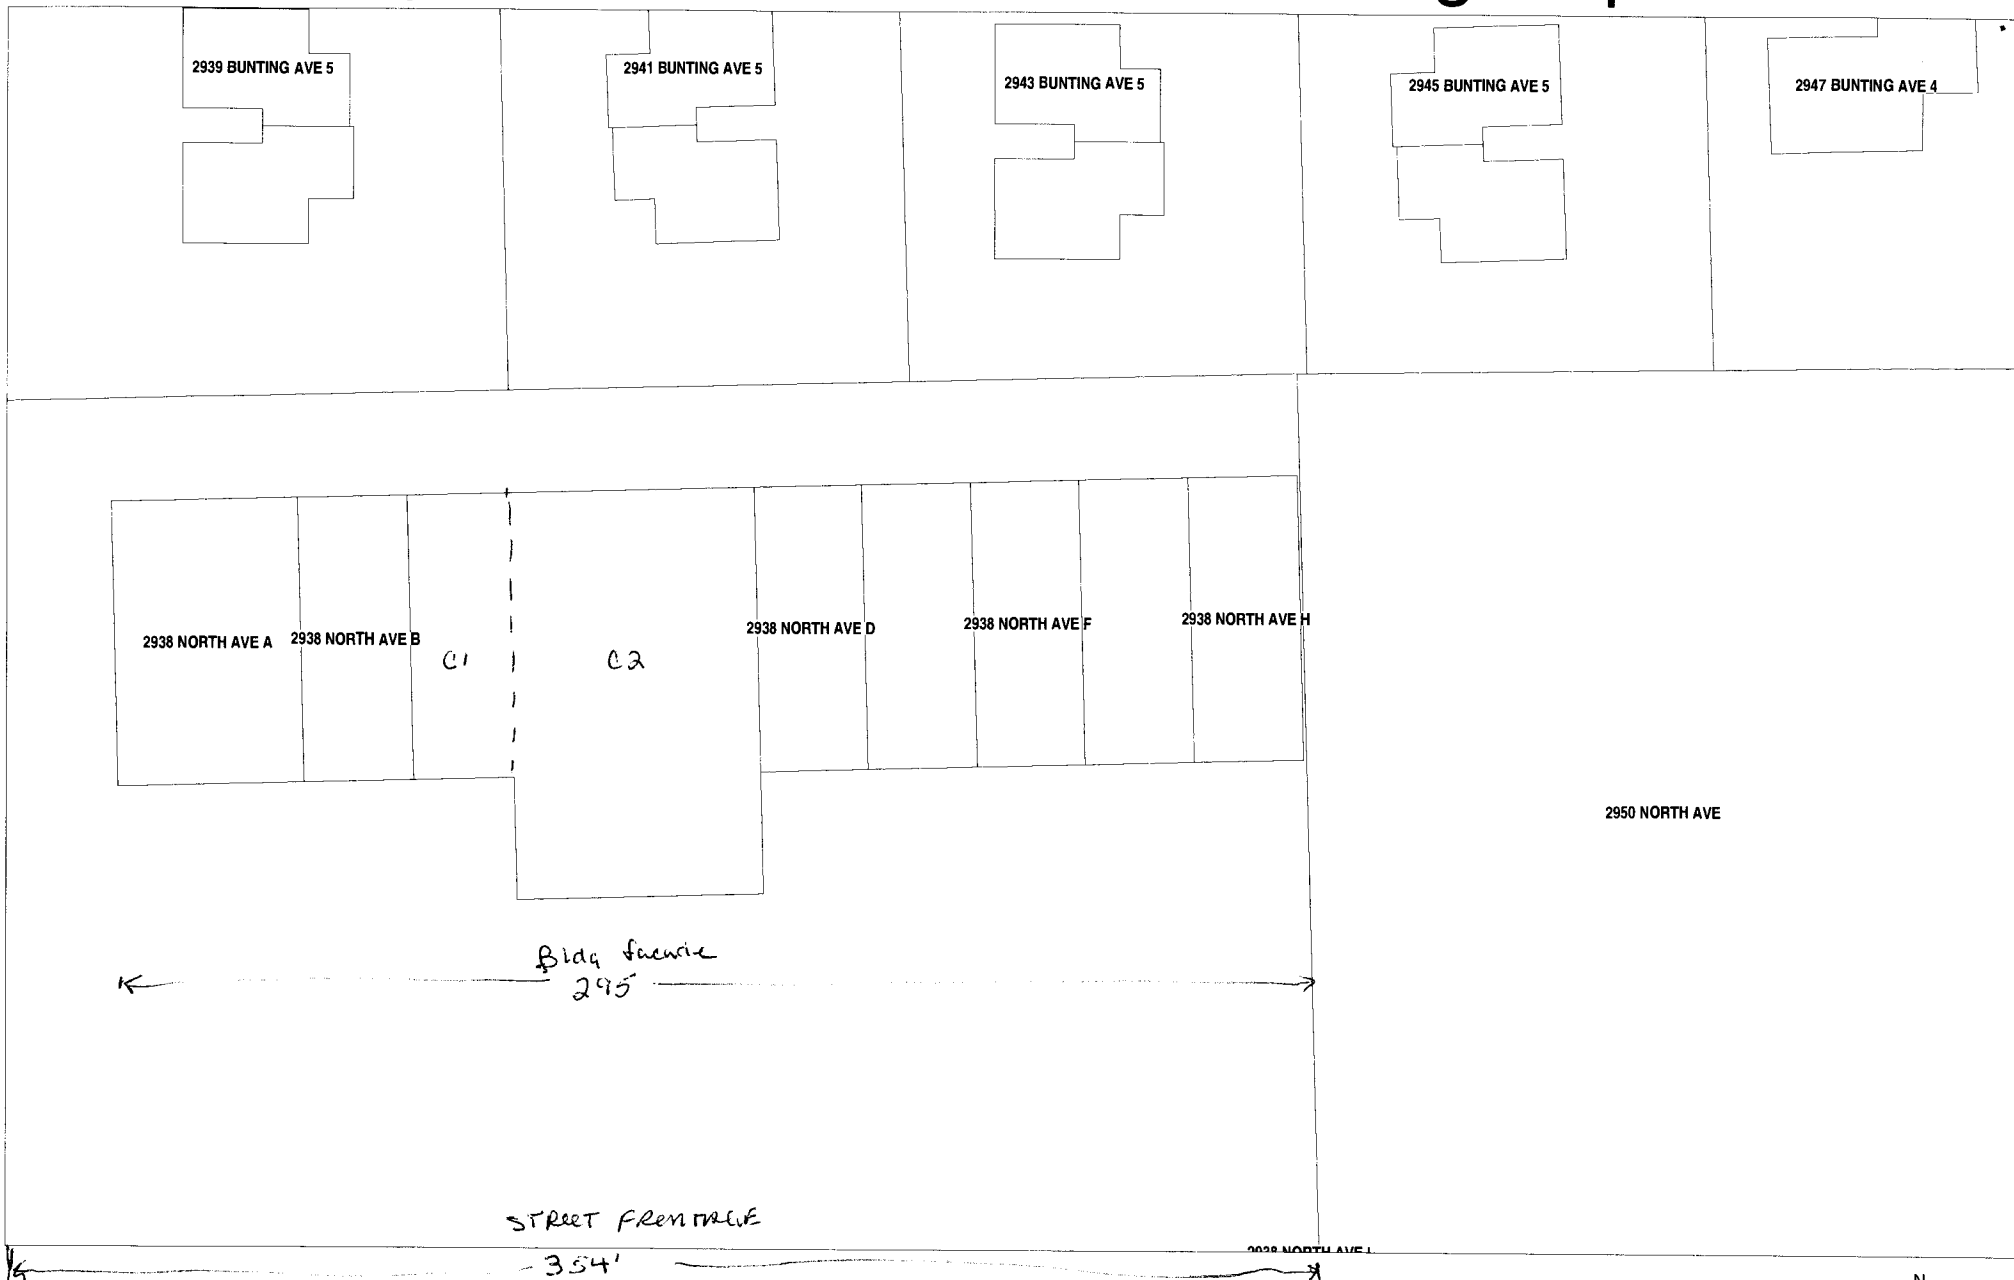 2939 BUNTING AVE 5
2941 BUNTING AVE 5
2943 BUNTING AVE 5
2945 BUNTING AVE 5
2947 BUNTING AVE 4
2938 NORTH AVE A
2938 NORTH AVE B
C1
C2
2938 NORTH AVE D
2938 NORTH AVE F
2938 NORTH AVE H
2950 NORTH AVE
Bldg
295
STREET FRONTAGE
354'
N